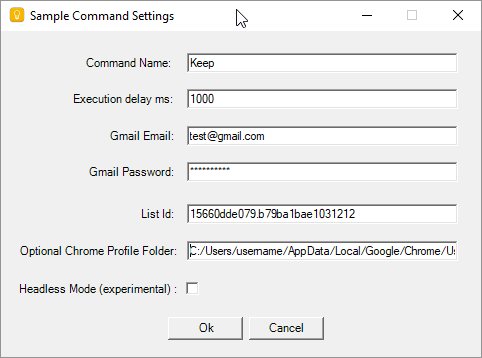 Sample Command Settings
Command Name: Keep
Execution delay ms: 1000
Gmail Email: test@gmail.com
Gmail Password: **********
List Id: 15660dde079.b79ba1bae1031212
Optional Chrome Profile Folder: C:/Users/username/AppData/Local/Google/Chrome/Us
Headless Mode (experimental) :
Ok Cancel